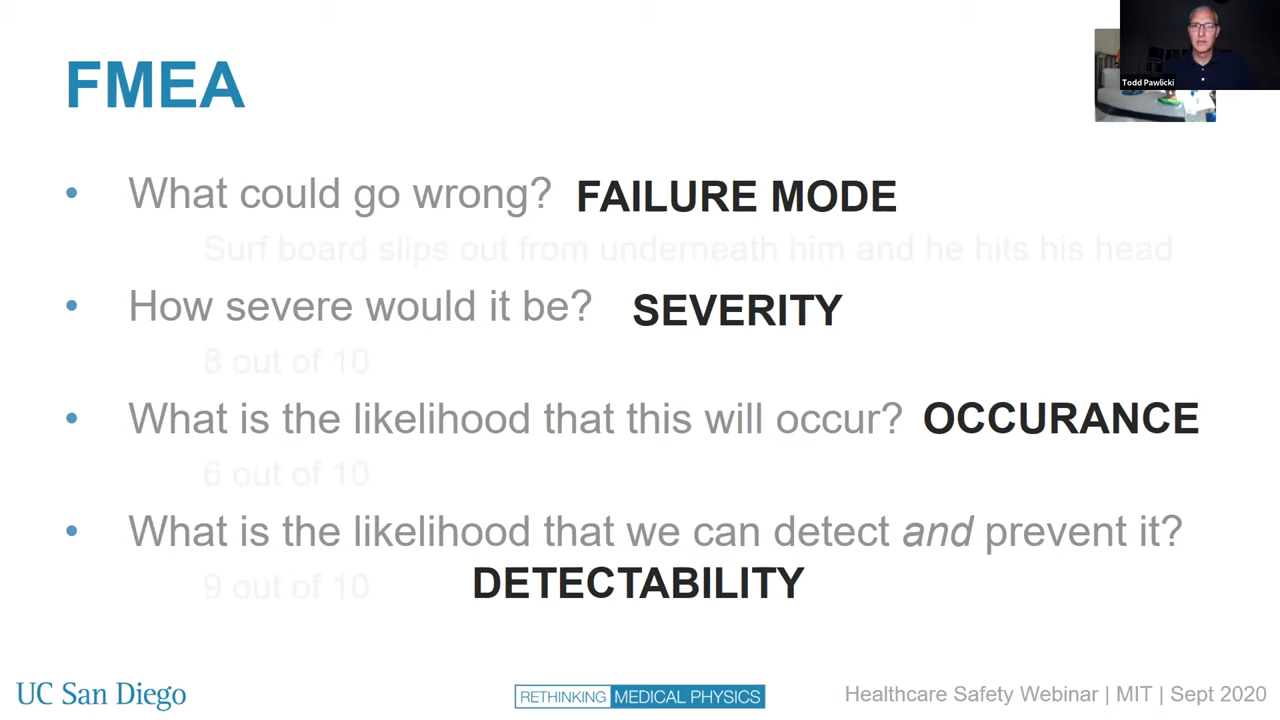 Todd Pawlicki
FMEA
• What could go wrong? FAILURE MODE
Surf board slips out from underneath him and he hits his head
• How severe would it be? SEVERITY
8 out of 10
• What is the likelihood that this will occur? OCCURANCE
6 out of 10
• What is the likelihood that we can detect and prevent it?
9 out of 10 DETECTABILITY
UC San Diego RETHINKING MEDICAL PHYSICS Healthcare Safety Webinar | MIT | Sept 2020